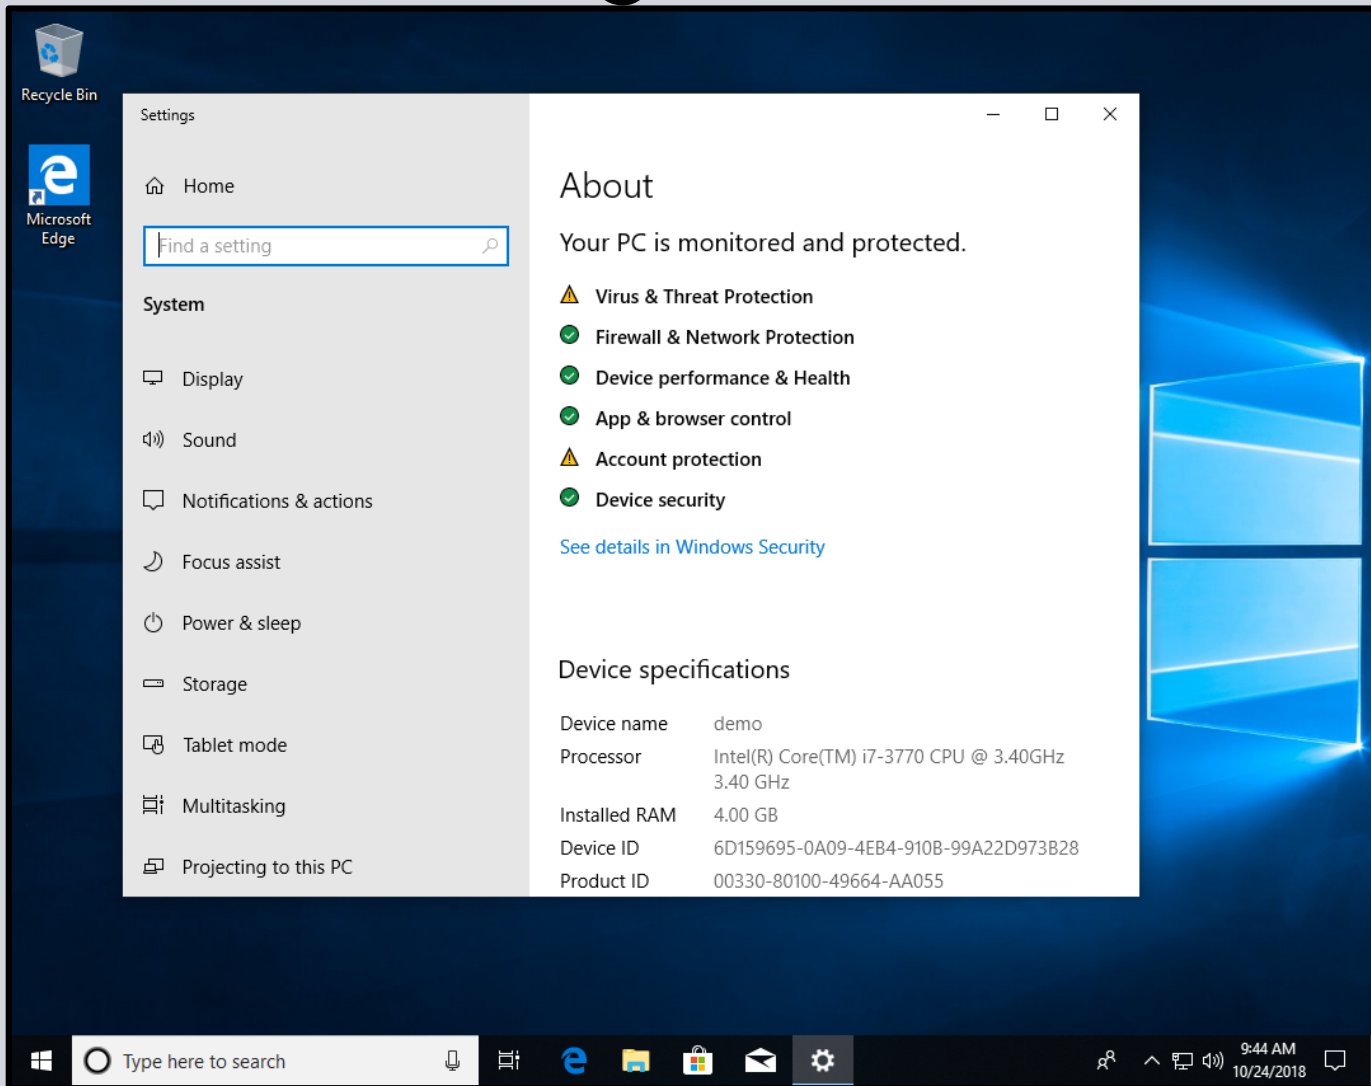 Recycle Bin
Microsoft
Edge
Settings
Home
Find a setting
System
Display
Sound
Notifications & actions
Focus assist
Power & sleep
Storage
Tablet mode
Multitasking
Projecting to this PC
About
Your PC is monitored and protected.
Virus & Threat Protection
Firewall & Network Protection
Device performance & Health
App & browser control
Account protection
Device security
See details in Windows Security
Device specifications
Device name demo
Processor Intel(R) Core(TM) i7-3770 CPU @ 3.40GHz
3.40 GHz
Installed RAM 4.00 GB
Device ID 6D159695-0A09-4EB4-910B-99A22D973B28
Product ID 00330-80100-49664-AA055
Type here to search
9:44 AM
10/24/2018